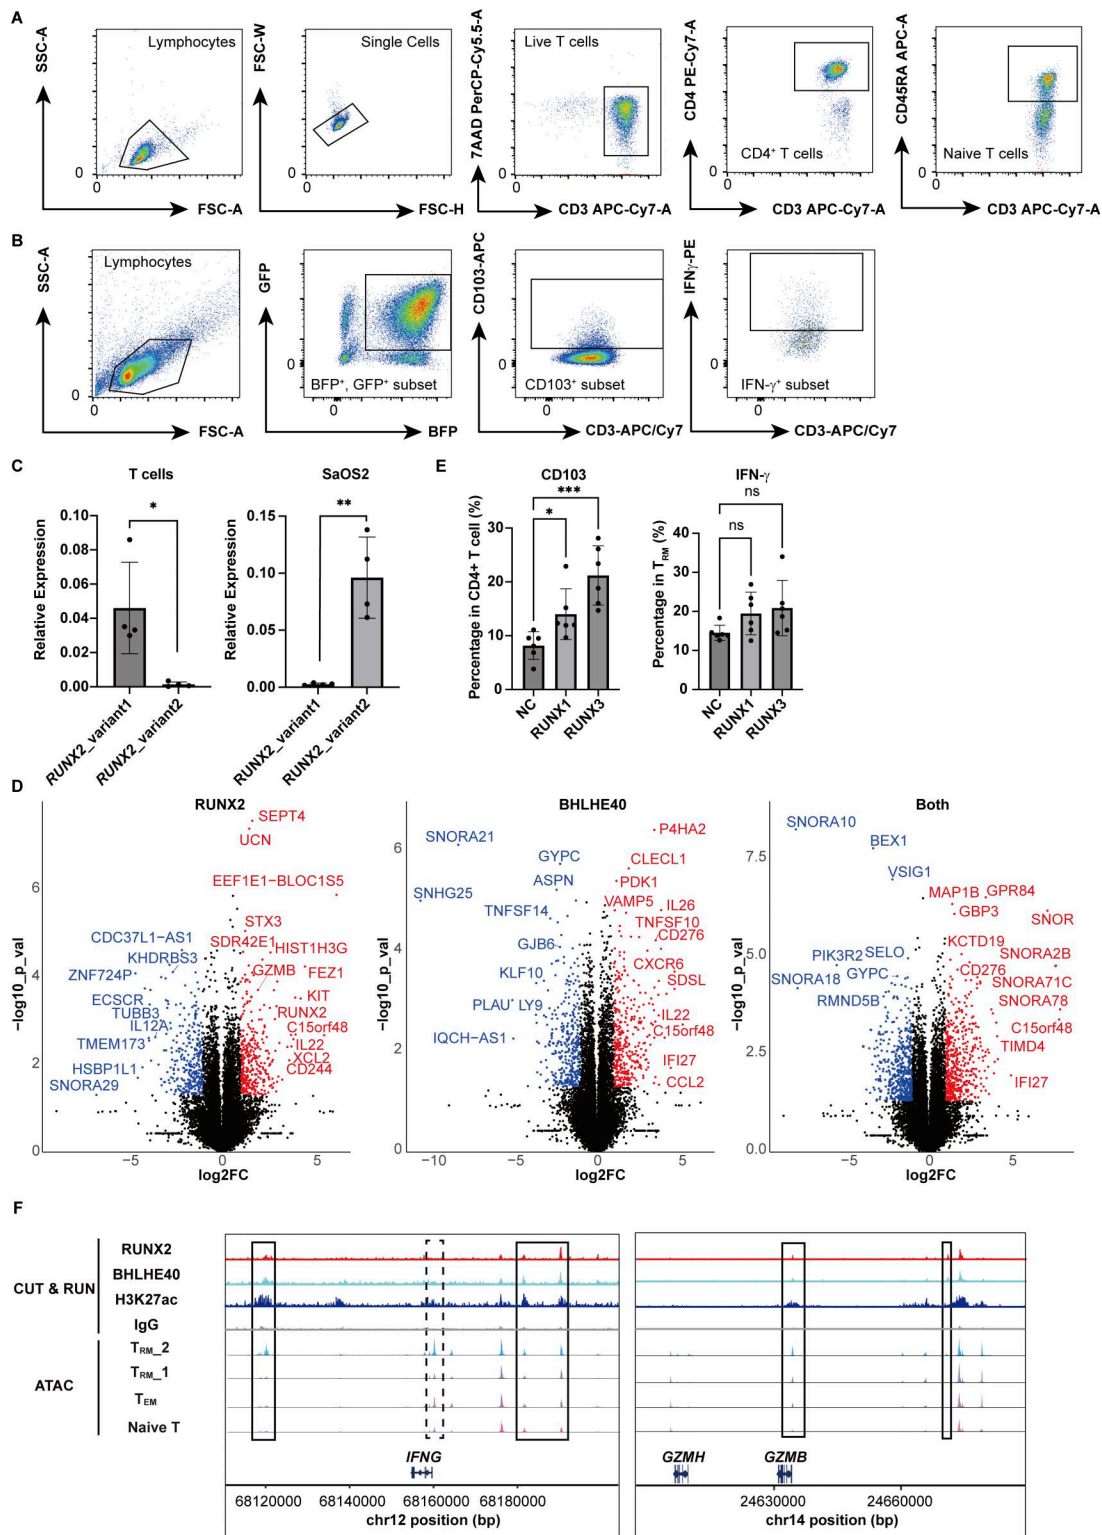 A
SSC-A
Lymphocytes
0
0
FSC-A
FSC-W
Single Cells
0
0
FSC-H
7AAD PerCP-Cy5.5-A
Live T cells
CD3 APC-Cy7-A
CD4 PE-Cy7-A
CD4+ T cells
0
0
CD3 APC-Cy7-A
CD45RA APC-A
Naive T cells
0
0
CD3 APC-Cy7-A
B
SSC-A
Lymphocytes
0
0
FSC-A
GFP
BFP+, GFP+ subset
0
0
BFP
CD103-APC
CD103+ subset
0
0
CD3-APC/Cy7
IFNγ-PE
IFN-γ+ subset
0
0
CD3-APC/Cy7
C
T cells
Relative Expression
0.10
0.08
0.06
0.04
0.02
0.00
*
RUNX2_variant1
RUNX2_variant2
SaOS2
Relative Expression
0.15
0.10
0.05
0.00
**
RUNX2_variant1
RUNX2_variant2
E
CD103
Percentage in CD4+ T cell (%)
30
20
10
0
***
*
NC
RUNX1
RUNX3
IFN-γ
Percentage in TRM (%)
40
30
20
10
0
ns
ns
NC
RUNX1
RUNX3
D
RUNX2
−log10_p_val
6
4
2
0
SEPT4
UCN
EEF1E1−BLOC1S5
STX3
CDC37L1−AS1
SDR42E1
HIST1H3G
KHDRBS3
ZNF724P
GZMB
FEZ1
ECSCR
KIT
TUBB3
RUNX2
IL12A
C15orf48
TMEM173
IL22
XCL2
HSBP1L1
CD244
SNORA29
−5
0
5
log2FC
BHLHE40
−log10_p_val
6
4
2
0
SNORA21
P4HA2
GYPC
CLECL1
ASPN
PDK1
SNHG25
VAMP5
IL26
TNFSF14
TNFSF10
CD276
GJB6
CXCR6
KLF10
SDSL
PLAU
LY9
IL22
IQCH−AS1
C15orf48
IFI27
CCL2
−10
−5
0
5
log2FC
Both
−log10_p_val
7.5
5.0
2.5
0.0
SNORA10
BEX1
VSIG1
MAP1B
GPR84
GBP3
SNOR
KCTD19
PIK3R2
SELO
SNORA2B
SNORA18
GYPC
CD276
SNORA71C
RMND5B
SNORA78
C15orf48
TIMD4
IFI27
−5
0
5
log2FC
F
CUT & RUN
RUNX2
BHLHE40
H3K27ac
IgG
ATAC
TRM_2
TRM_1
TEM
Naive T
IFNG
68120000
68140000
68160000
68180000
chr12 position (bp)
GZMH
GZMB
24630000
24660000
chr14 position (bp)